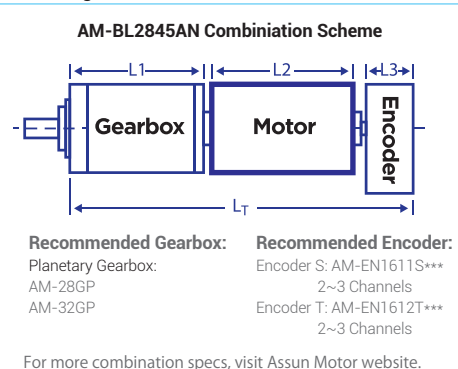 AM-BL2845AN Combiniation Scheme
L1
L2
L3
Gearbox
Motor
Encoder
LT
Recommended Gearbox:
Planetary Gearbox:
AM-28GP
AM-32GP
Recommended Encoder:
Encoder S: AM-EN1611S***
2~3 Channels
Encoder T: AM-EN1612T***
2~3 Channels
For more combination specs, visit Assun Motor website.